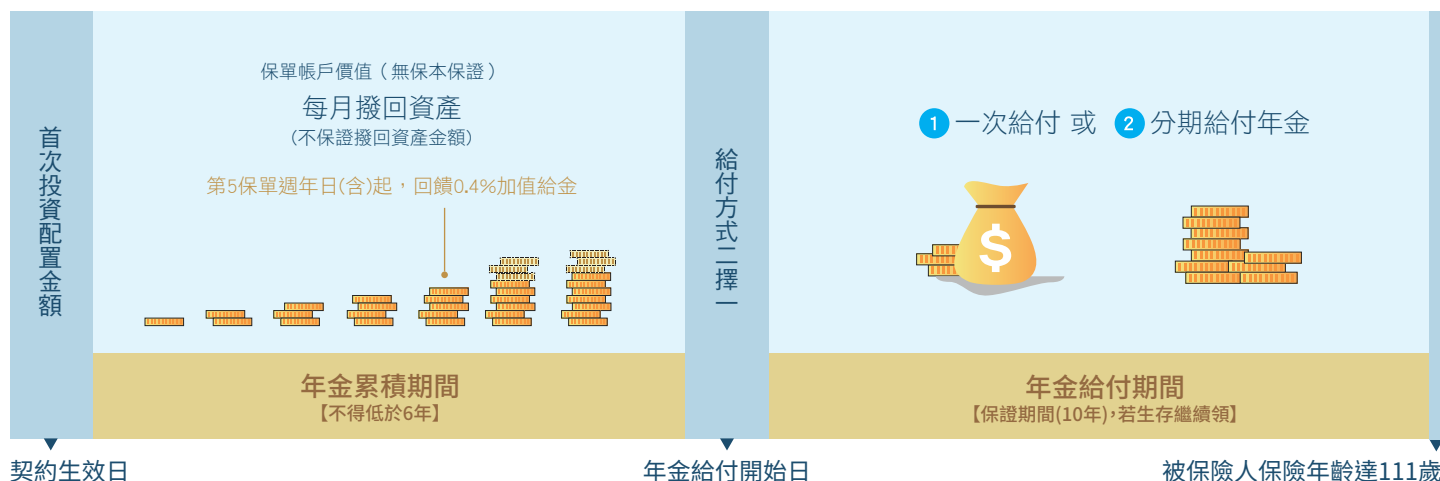 首次投資配置金額
保單帳戶價值（無保本保證）
每月撥回資產
(不保證撥回資產金額)
第5保單週年日(含)起，回饋0.4%加值給金
年金累積期間
【不得低於6年】
給付方式二擇一
1 一次給付 或 2 分期給付年金
$
年金給付期間
【保證期間(10年)，若生存繼續領】
契約生效日
年金給付開始日
被保險人保險年齡達111歲